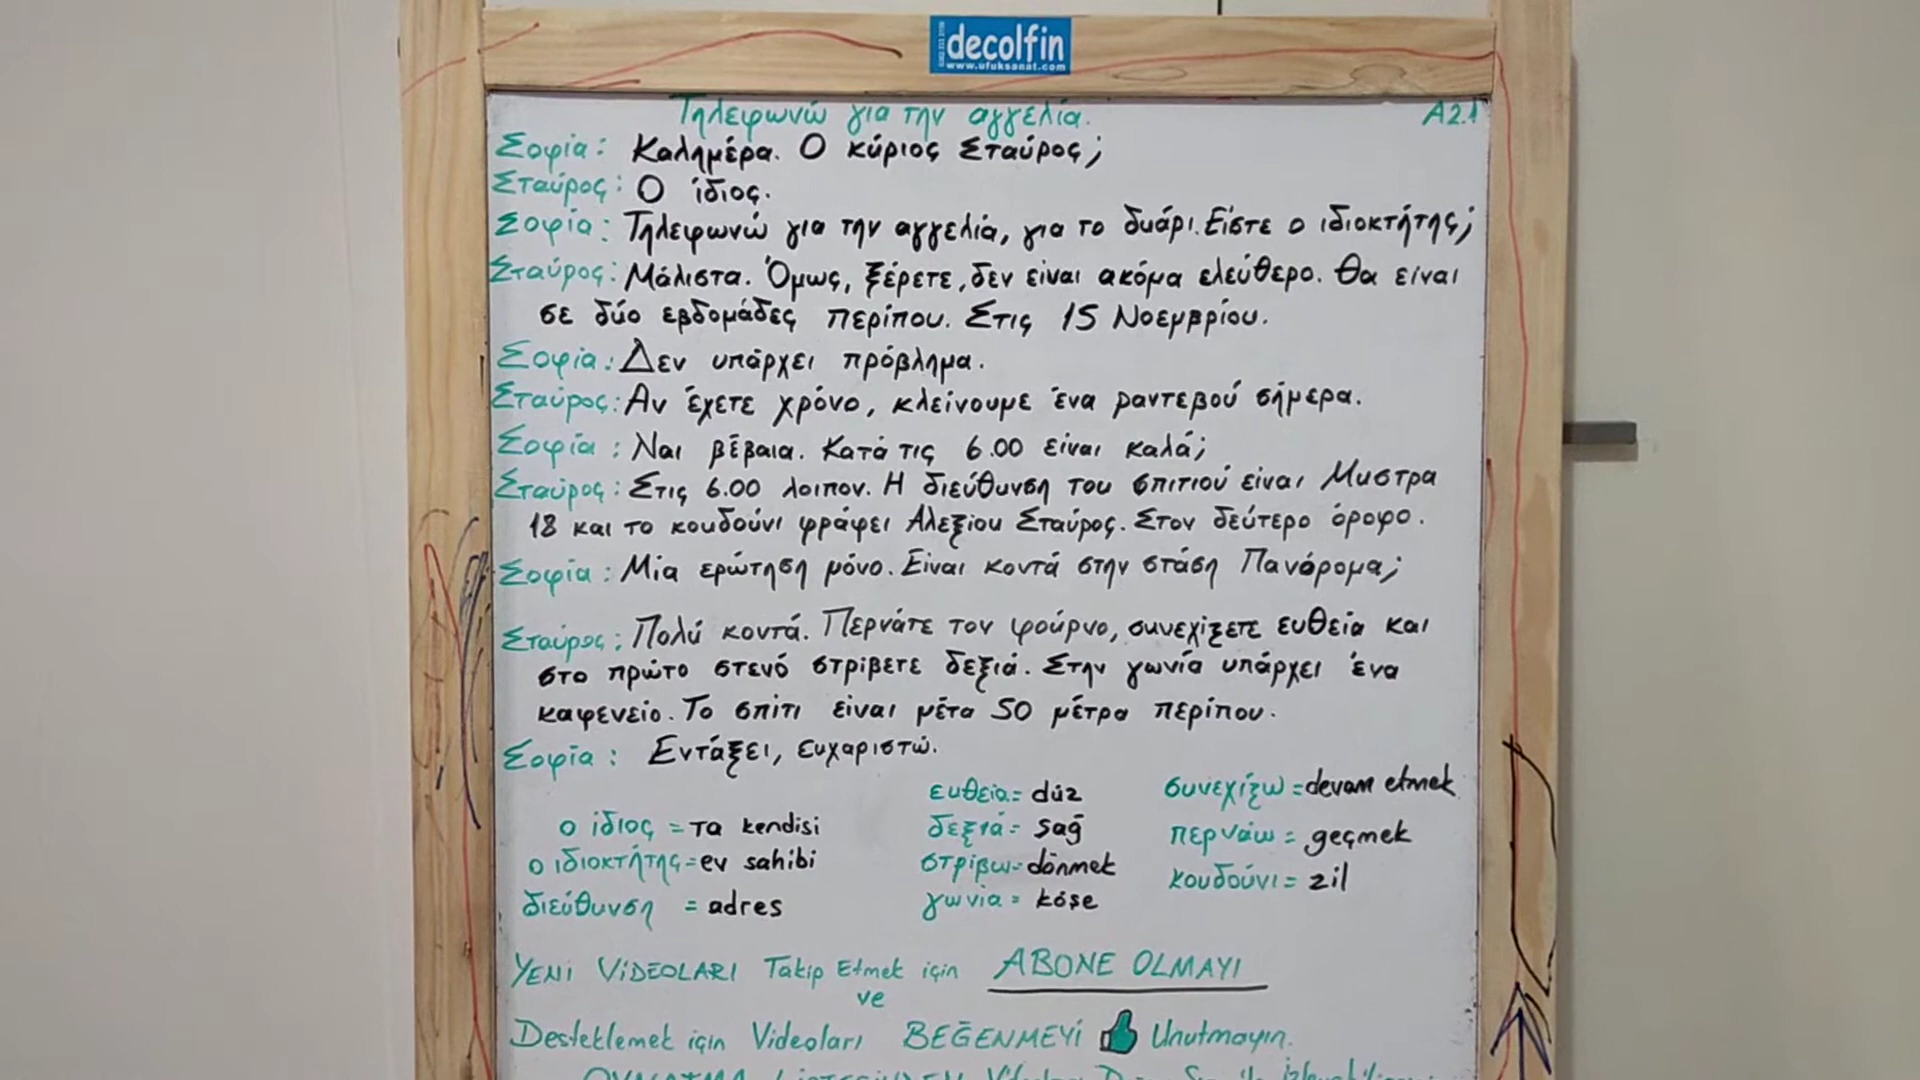 decolfin
www.ufuksanat.com
Τηλεφωνώ για την αγγελία.
A2.1
Σοφία: Καλημέρα. Ο κύριος Σταύρος;
Σταύρος: Ο ίδιος.
Σοφία: Τηλεφωνώ για την αγγελία, για το δυάρι. Είστε ο ιδιοκτήτης;
Σταύρος: Μάλιστα. Όμως, ξέρετε, δεν είναι ακόμα ελεύθερο. Θα είναι
σε δύο εβδομάδες περίπου. Στις 15 Νοεμβρίου.
Σοφία: Δεν υπάρχει πρόβλημα.
Σταύρος: Αν έχετε χρόνο, κλείνουμε ένα ραντεβού σήμερα.
Σοφία: Ναι βέβαια. Κατά τις 6.00 είναι καλά;
Σταύρος: Στις 6.00 λοιπον. Η διεύθυνση του σπιτιού είναι Μυστρα
18 και το κουδούνι γράφει Αλεξίου Σταύρος. Στον δεύτερο όροφο.
Σοφία: Μία ερώτηση μόνο. Είναι κοντά στην στάση Πανόρομα;
Σταύρος: Πολύ κοντά. Περνάτε τον φούρνο, συνεχίζετε ευθεία και
στο πρώτο στενό στρίβετε δεξιά. Στην γωνία υπάρχει ένα
καφενείο. Το σπίτι είναι μέτα 50 μέτρα περίπου.
Σοφία: Εντάξει, ευχαριστώ.
ο ίδιος = τα kendisi
ο ιδιοκτήτης = ev sahibi
διεύθυνση = adres
ευθεία = düz
δεξιά = sağ
στρίβω = dönmek
γωνία = köşe
συνεχίζω = devam etmek
περνάω = geçmek
κουδούνι = zil
YENİ VİDEOLARI Takip Etmek için ABONE OLMAYI
ve
Desteklemek için Videoları BEĞENMEYİ Unutmayın.